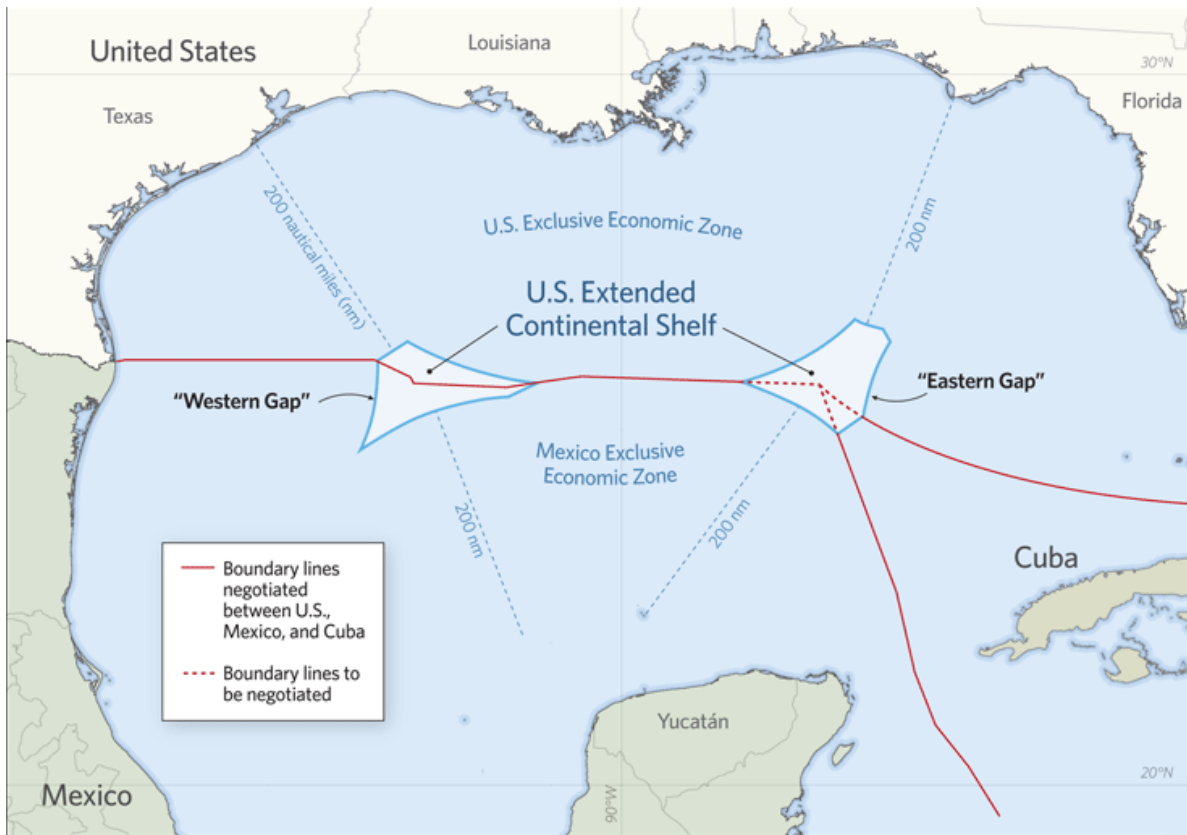 United States
Louisiana
30°N
Texas
Florida
200 nautical miles (nm)
U.S. Exclusive Economic Zone
200 nm
U.S. Extended
Continental Shelf
"Western Gap"
"Eastern Gap"
Mexico Exclusive
Economic Zone
200 nm
200 nm
Cuba
Boundary lines
negotiated
between U.S.,
Mexico, and Cuba
Boundary lines to
be negotiated
Yucatán
20°N
Mexico
90°W